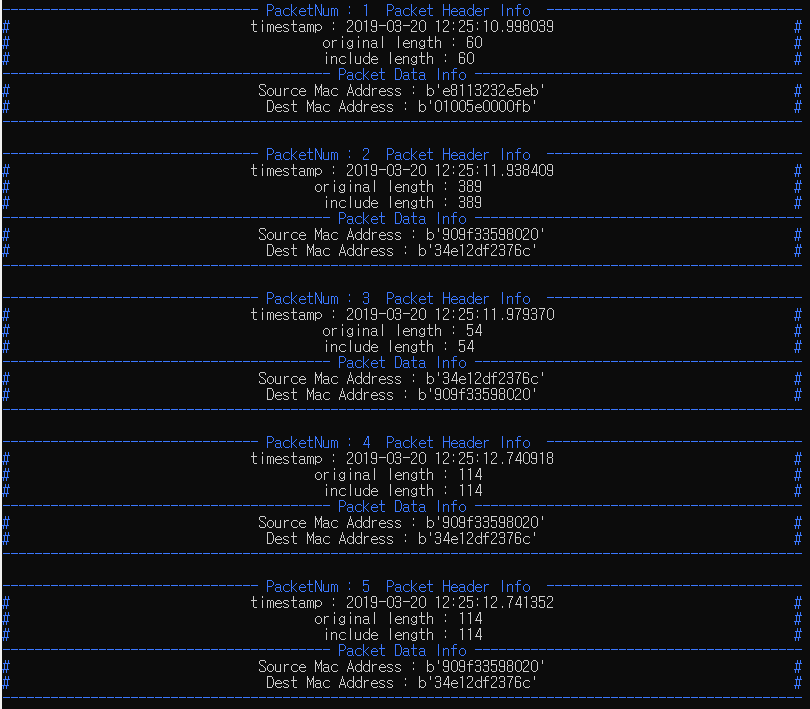 PacketNum : 1 Packet Header Info
# timestamp : 2019-03-20 12:25:10.998039 #
# original length : 60 #
# include length : 60 #
Packet Data Info
# Source Mac Address : b'e8113232e5eb' #
# Dest Mac Address : b'01005e0000fb' #
PacketNum : 2 Packet Header Info
# timestamp : 2019-03-20 12:25:11.938409 #
# original length : 389 #
# include length : 389 #
Packet Data Info
# Source Mac Address : b'909f33598020' #
# Dest Mac Address : b'34e12df2376c' #
PacketNum : 3 Packet Header Info
# timestamp : 2019-03-20 12:25:11.979370 #
# original length : 54 #
# include length : 54 #
Packet Data Info
# Source Mac Address : b'34e12df2376c' #
# Dest Mac Address : b'909f33598020' #
PacketNum : 4 Packet Header Info
# timestamp : 2019-03-20 12:25:12.740918 #
# original length : 114 #
# include length : 114 #
Packet Data Info
# Source Mac Address : b'909f33598020' #
# Dest Mac Address : b'34e12df2376c' #
PacketNum : 5 Packet Header Info
# timestamp : 2019-03-20 12:25:12.741352 #
# original length : 114 #
# include length : 114 #
Packet Data Info
# Source Mac Address : b'909f33598020' #
# Dest Mac Address : b'34e12df2376c' #